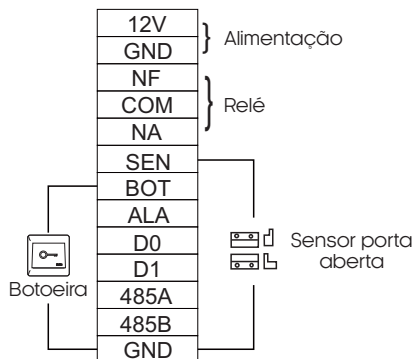 12V
GND
Alimentação
NF
COM
NA
Relé
SEN
BOT
ALA
D0
D1
485A
485B
GND
Botoeira
Sensor porta
aberta